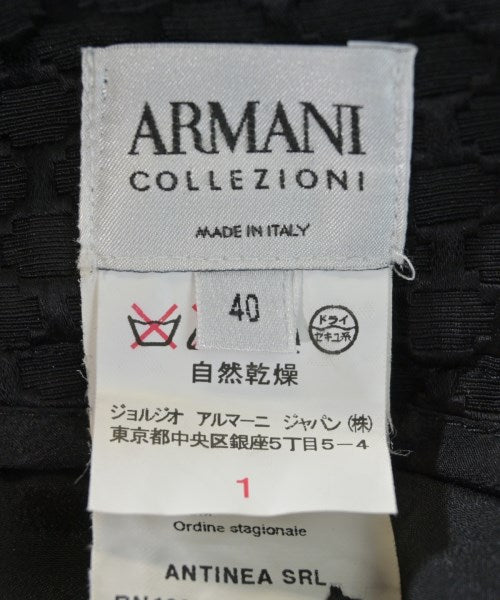 ARMANI
COLLEZIONI
MADE IN ITALY
40
ドライ
セキユ系
自然乾燥
ジョルジオ アルマーニ ジャパン(株)
東京都中央区銀座5丁目5-4
1
Ordine stagionale
ANTINEA SRL